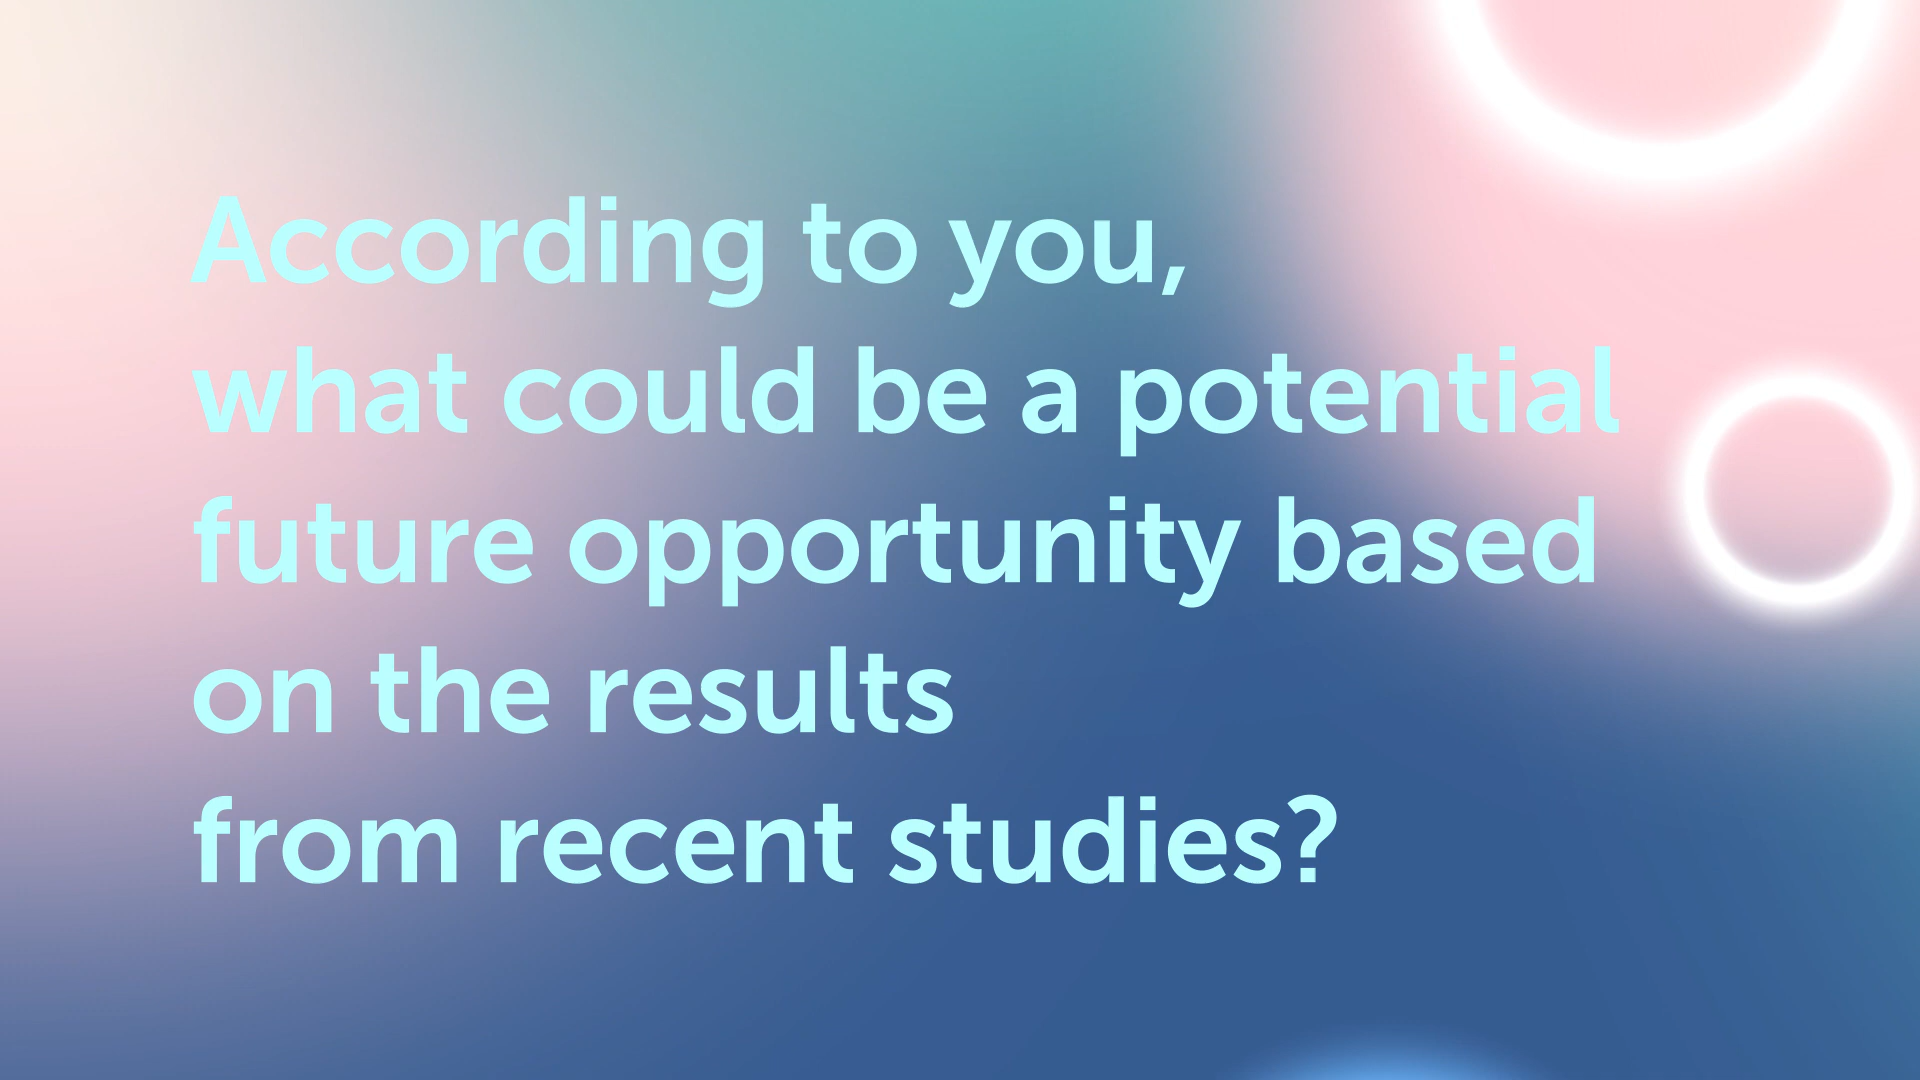 According to you,
what could be a potential
future opportunity based
on the results
from recent studies?